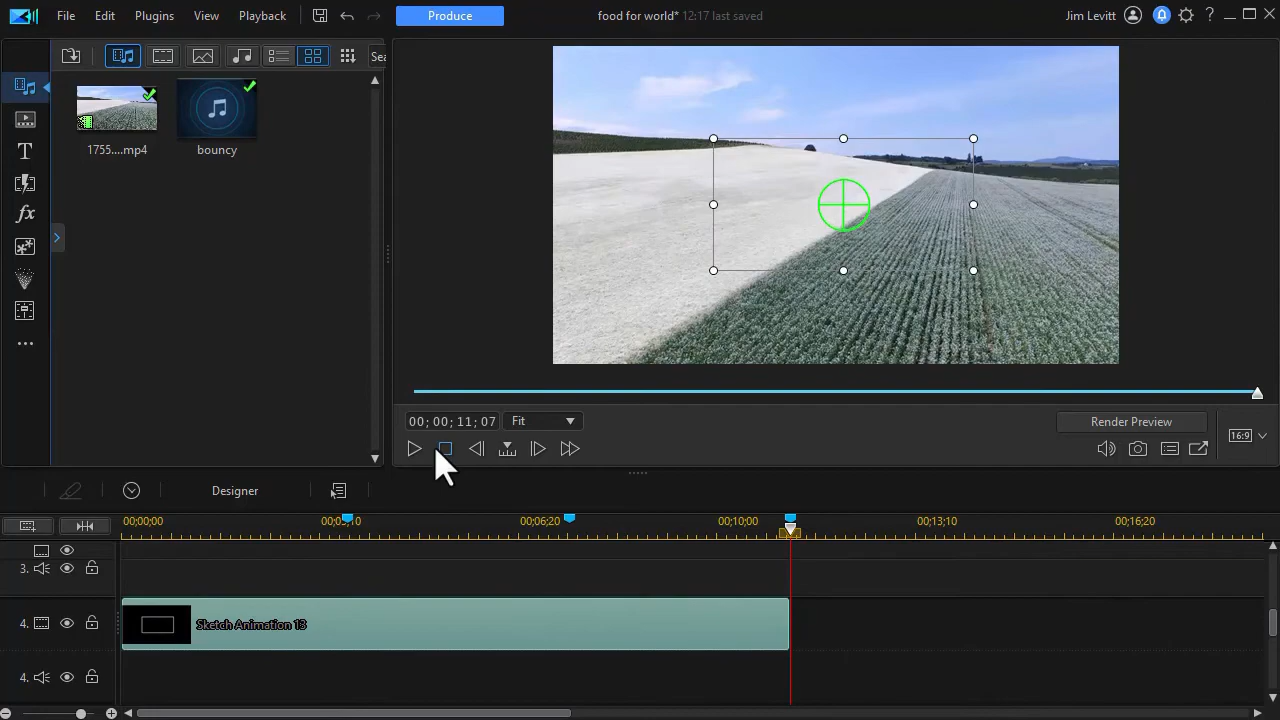 File Edit Plugins View Playback Produce food for world* 12:17 last saved Jim Levitt ?
Sea
T
fx
1755....mp4 bouncy
00; 00; 11; 07 Fit Render Preview 16:9
Designer
00;00;00 00;03;10 00;06;20 00;10;00 00;13;10 00;16;20
3.
4. Sketch Animation 13
4.